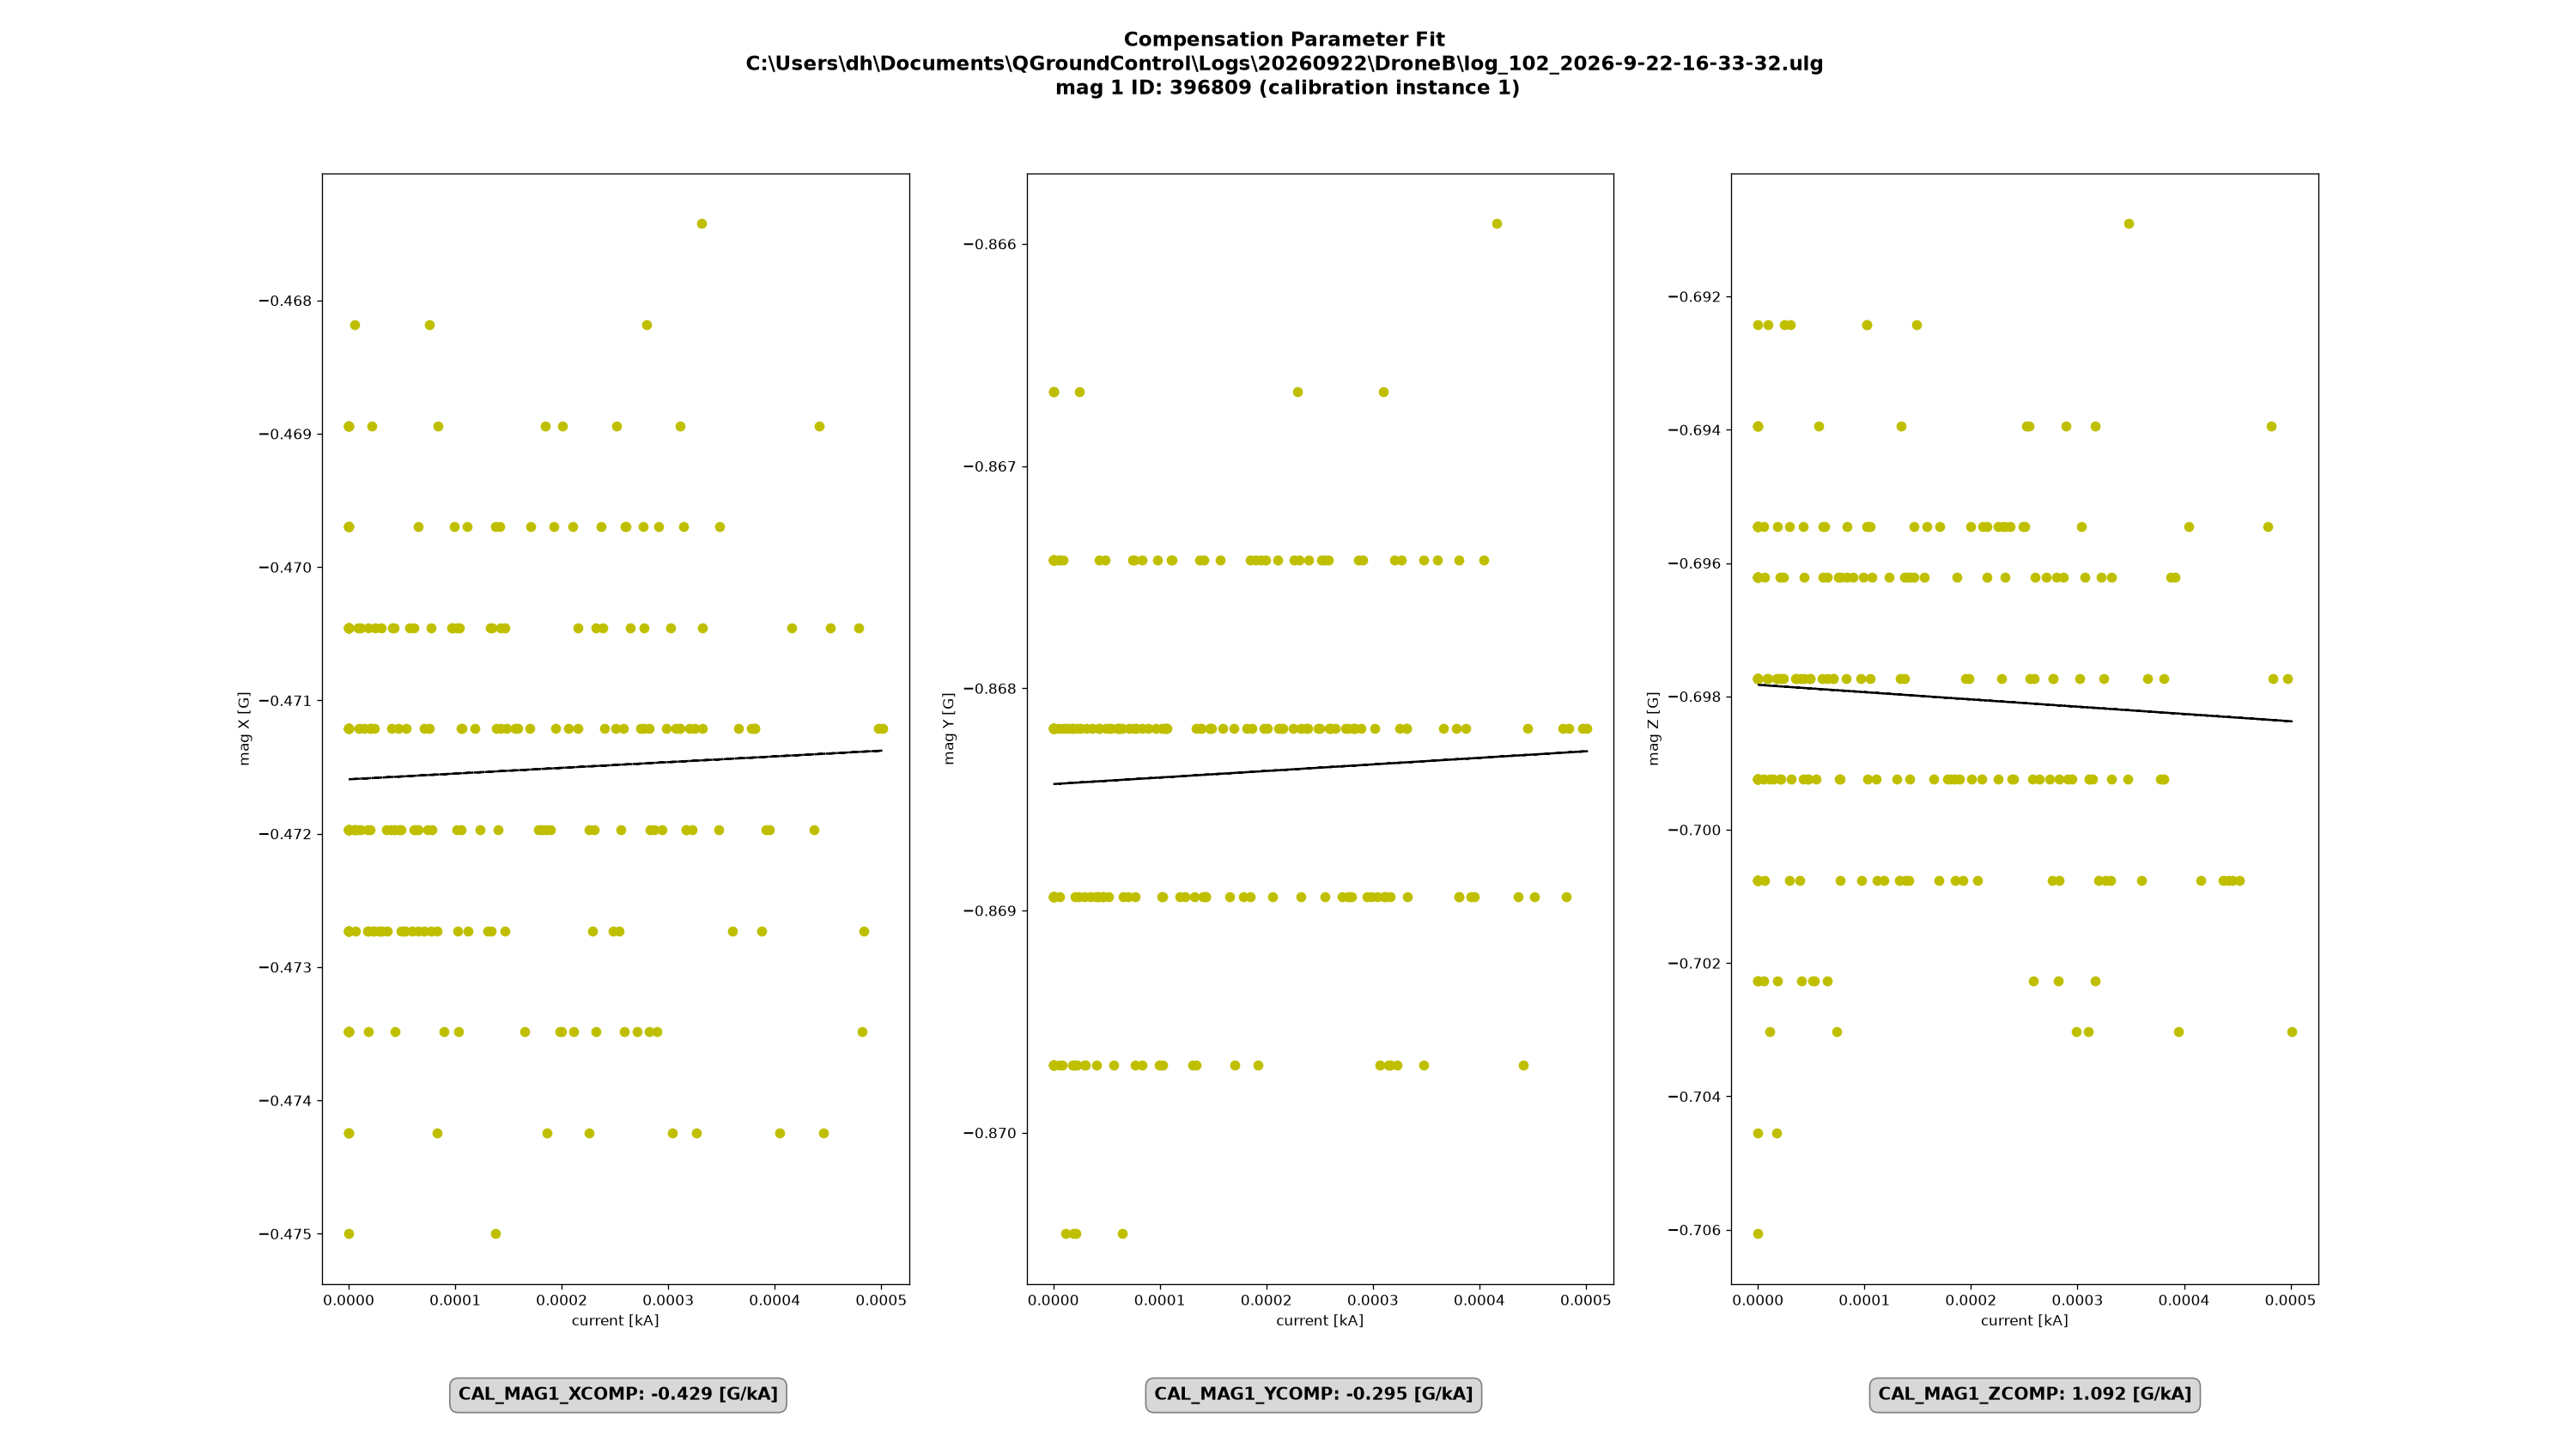 Compensation Parameter Fit
C:\Users\dh\Documents\QGroundControl\Logs\20260922\DroneB\log_102_2026-9-22-16-33-32.ulg
mag 1 ID: 396809 (calibration instance 1)
mag X [G]
−0.468
−0.469
−0.470
−0.471
−0.472
−0.473
−0.474
−0.475
0.0000 0.0001 0.0002 0.0003 0.0004 0.0005
current [kA]
CAL_MAG1_XCOMP: -0.429 [G/kA]
mag Y [G]
−0.866
−0.867
−0.868
−0.869
−0.870
0.0000 0.0001 0.0002 0.0003 0.0004 0.0005
current [kA]
CAL_MAG1_YCOMP: -0.295 [G/kA]
mag Z [G]
−0.692
−0.694
−0.696
−0.698
−0.700
−0.702
−0.704
−0.706
0.0000 0.0001 0.0002 0.0003 0.0004 0.0005
current [kA]
CAL_MAG1_ZCOMP: 1.092 [G/kA]